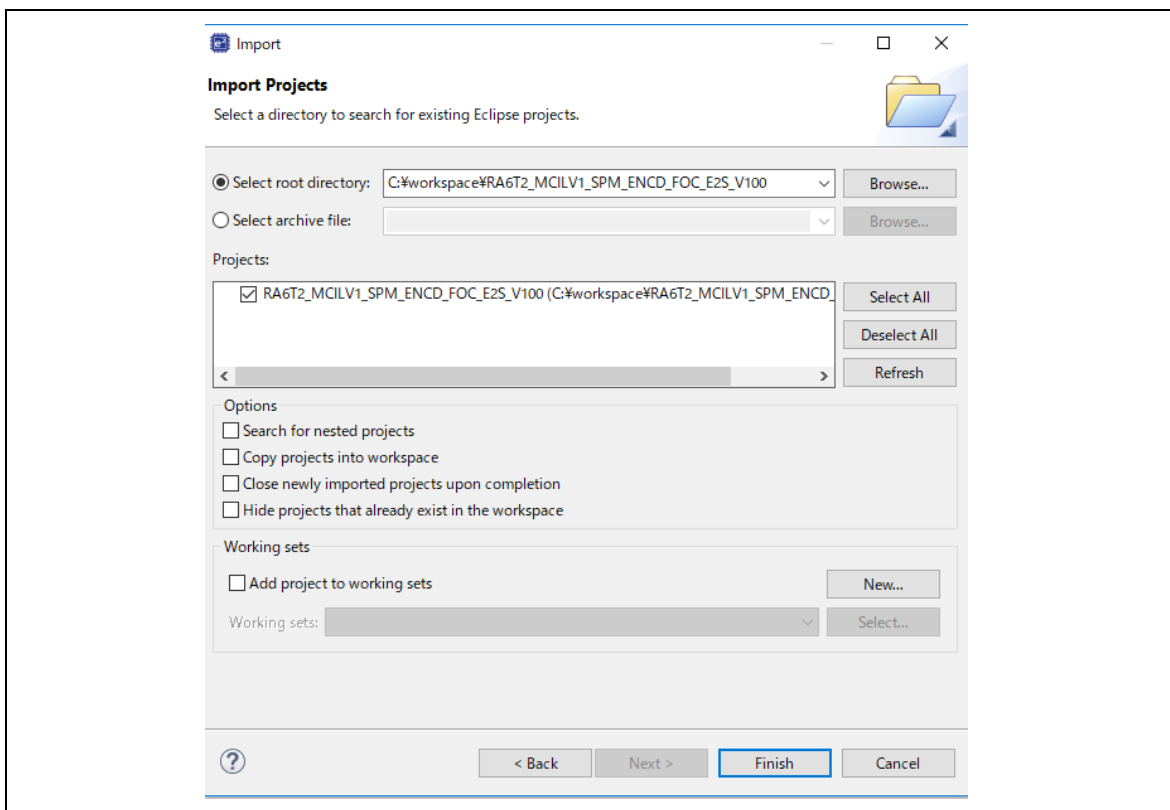 Import
Import Projects
Select a directory to search for existing Eclipse projects.
Select root directory: C:¥workspace¥RA6T2_MCILV1_SPM_ENCD_FOC_E2S_V100 Browse...
Select archive file: Browse...
Projects:
RA6T2_MCILV1_SPM_ENCD_FOC_E2S_V100 (C:¥workspace¥RA6T2_MCILV1_SPM_ENCD_ Select All
Deselect All
Refresh
Options
Search for nested projects
Copy projects into workspace
Close newly imported projects upon completion
Hide projects that already exist in the workspace
Working sets
Add project to working sets New...
Working sets: Select...
? < Back Next > Finish Cancel